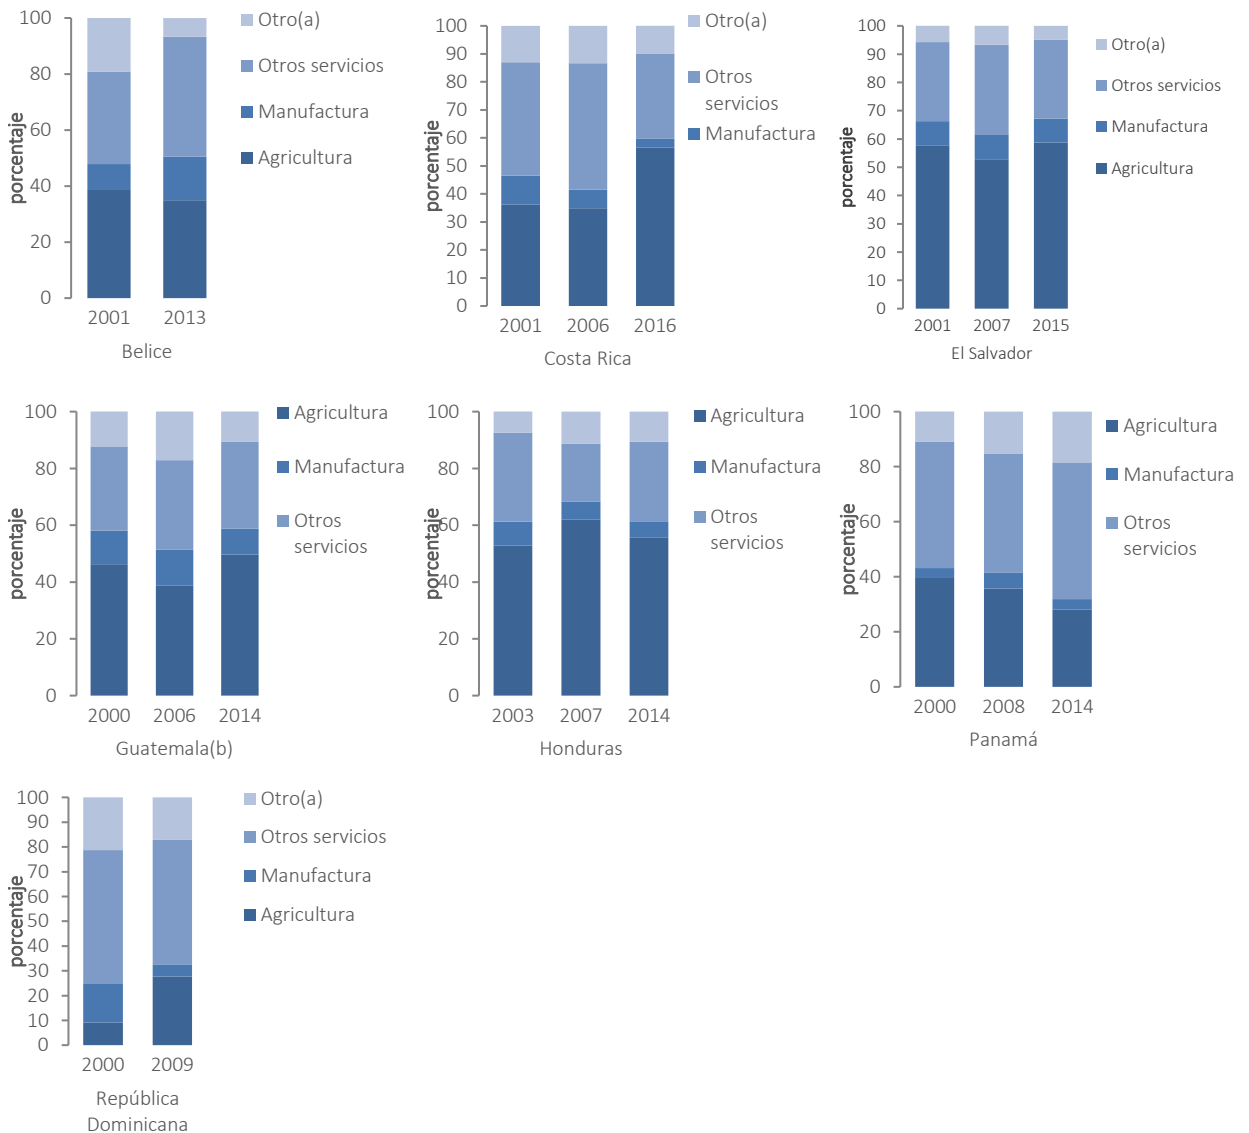 100
80
60
40
20
0
porcentaje
2001
2013
Belice
Otro(a)
Otros servicios
Manufactura
Agricultura
100
90
80
70
60
50
40
30
20
10
0
porcentaje
2001
2006
2016
Costa Rica
Otro(a)
Otros
servicios
Manufactura
100
90
80
70
60
50
40
30
20
10
0
porcentaje
2001
2007
2015
El Salvador
Otro(a)
Otros servicios
Manufactura
Agricultura
100
80
60
40
20
0
porcentaje
2000
2006
2014
Guatemala(b)
Agricultura
Manufactura
Otros
servicios
100
80
60
40
20
0
porcentaje
2003
2007
2014
Honduras
Agricultura
Manufactura
Otros
servicios
100
80
60
40
20
0
porcentaje
2000
2008
2014
Panamá
Agricultura
Manufactura
Otros
servicios
100
90
80
70
60
50
40
30
20
10
0
porcentaje
2000
2009
República
Dominicana
Otro(a)
Otros servicios
Manufactura
Agricultura